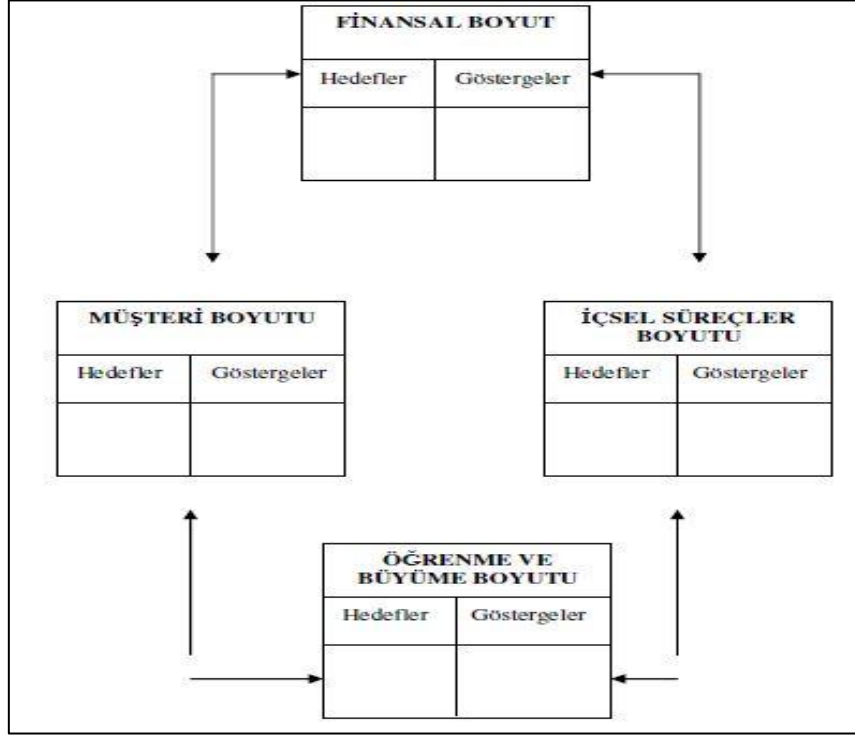 FİNANSAL BOYUT
Hedefler Göstergeler
MÜŞTERİ BOYUTU
Hedefler Göstergeler
İÇSEL SÜREÇLER
BOYUTU
Hedefler Göstergeler
ÖĞRENME VE
BÜYÜME BOYUTU
Hedefler Göstergeler